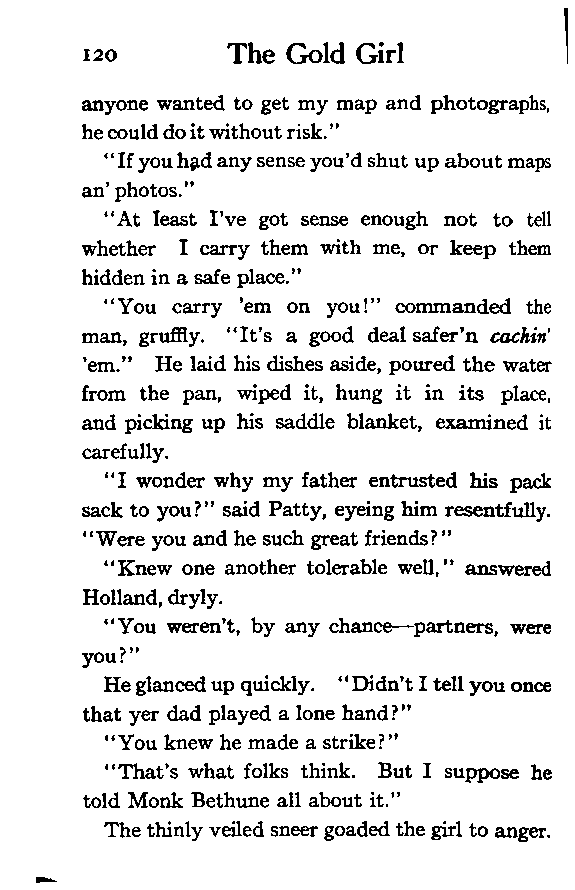 120 The Gold Girl
anyone wanted to get my map and photographs,
he could do it without risk."
"If you had any sense you'd shut up about maps
an' photos."
"At least I've got sense enough not to tell
whether I carry them with me, or keep them
hidden in a safe place."
"You carry 'em on you!" commanded the
man, gruffly. "It's a good deal safer'n cachin'
'em." He laid his dishes aside, poured the water
from the pan, wiped it, hung it in its place,
and picking up his saddle blanket, examined it
carefully.
"I wonder why my father entrusted his pack
sack to you?" said Patty, eyeing him resentfully.
"Were you and he such great friends?"
"Knew one another tolerable well," answered
Holland, dryly.
"You weren't, by any chance—partners, were
you?"
He glanced up quickly. "Didn't I tell you once
that yer dad played a lone hand?"
"You knew he made a strike?"
"That's what folks think. But I suppose he
told Monk Bethune all about it."
The thinly veiled sneer goaded the girl to anger.